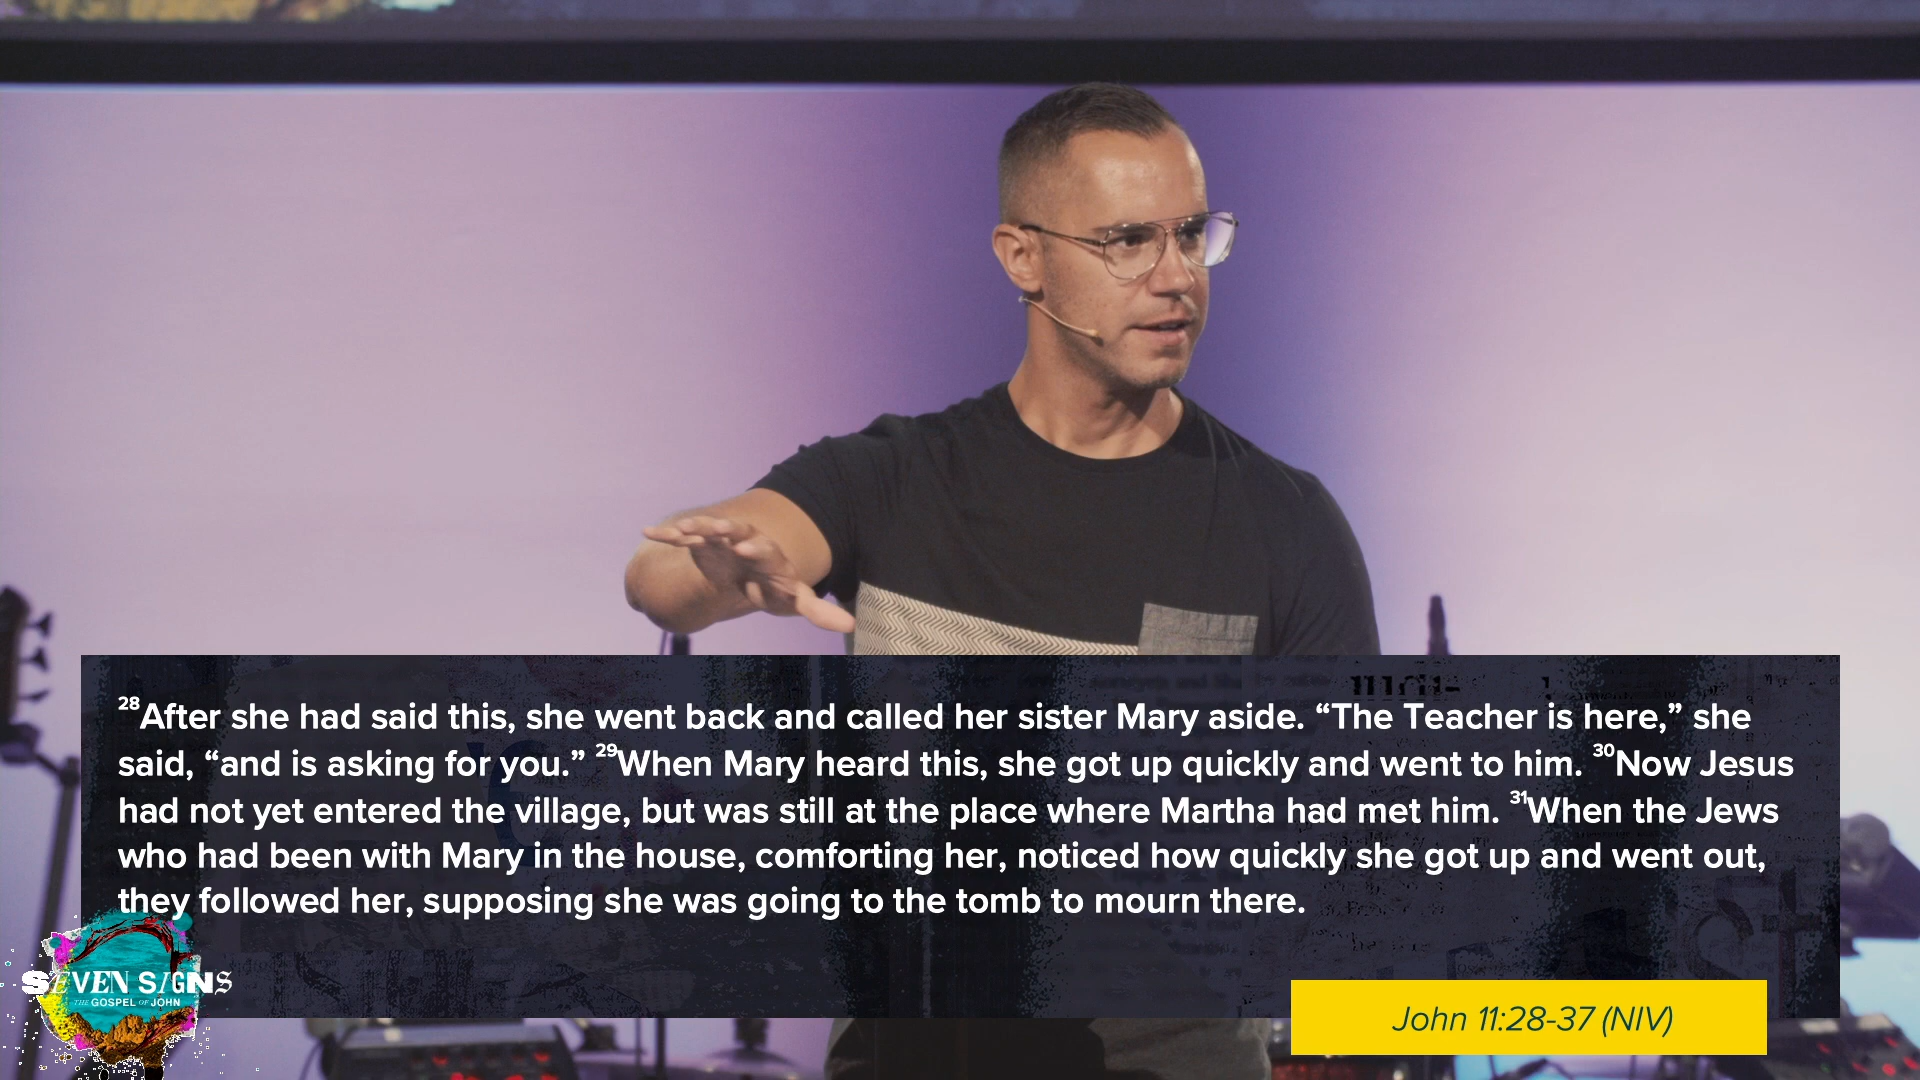 ²⁸After she had said this, she went back and called her sister Mary aside. “The Teacher is here,” she
said, “and is asking for you.” ²⁹When Mary heard this, she got up quickly and went to him. ³⁰Now Jesus
had not yet entered the village, but was still at the place where Martha had met him. ³¹When the Jews
who had been with Mary in the house, comforting her, noticed how quickly she got up and went out,
they followed her, supposing she was going to the tomb to mourn there.
SEVEN SIGNS
THE GOSPEL OF JOHN
John 11:28-37 (NIV)